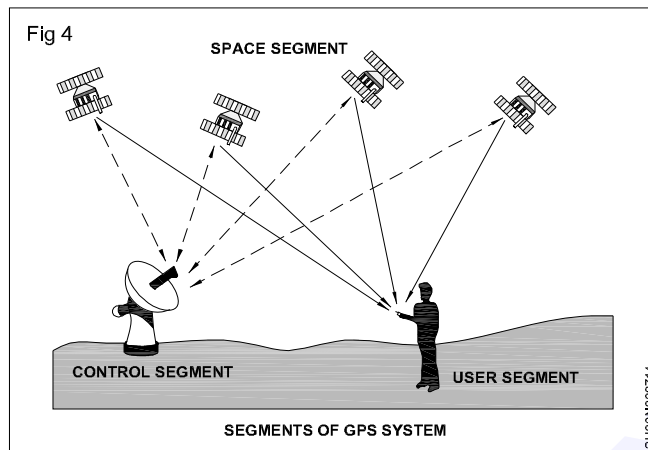 Fig 4
SPACE SEGMENT
CONTROL SEGMENT
USER SEGMENT
SEGMENTS OF GPS SYSTEM